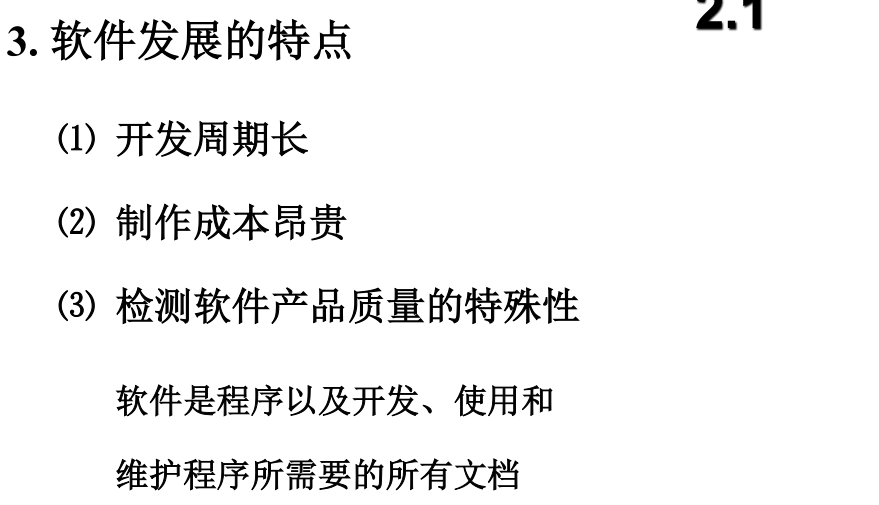 2.1
3. 软件发展的特点
⑴ 开发周期长
⑵ 制作成本昂贵
⑶ 检测软件产品质量的特殊性
软件是程序以及开发、使用和
维护程序所需要的所有文档